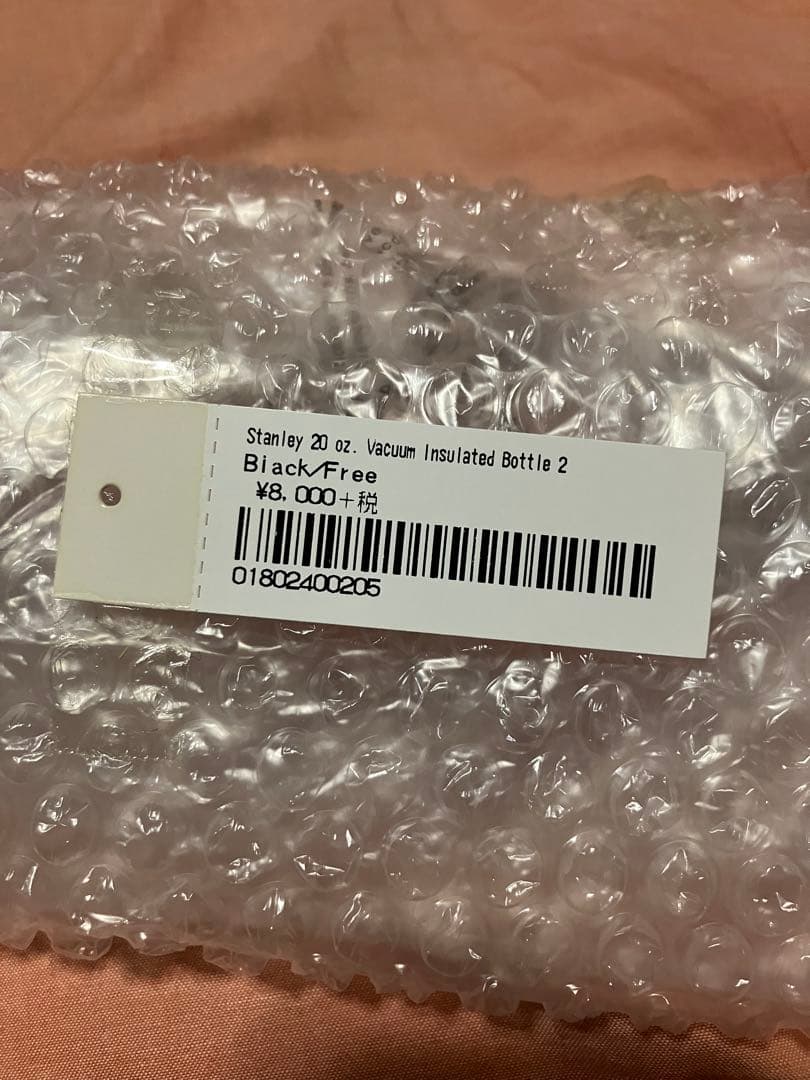 Stanley 20 oz. Vacuum Insulated Bottle 2
Black/Free
¥8,000+税
01802400205